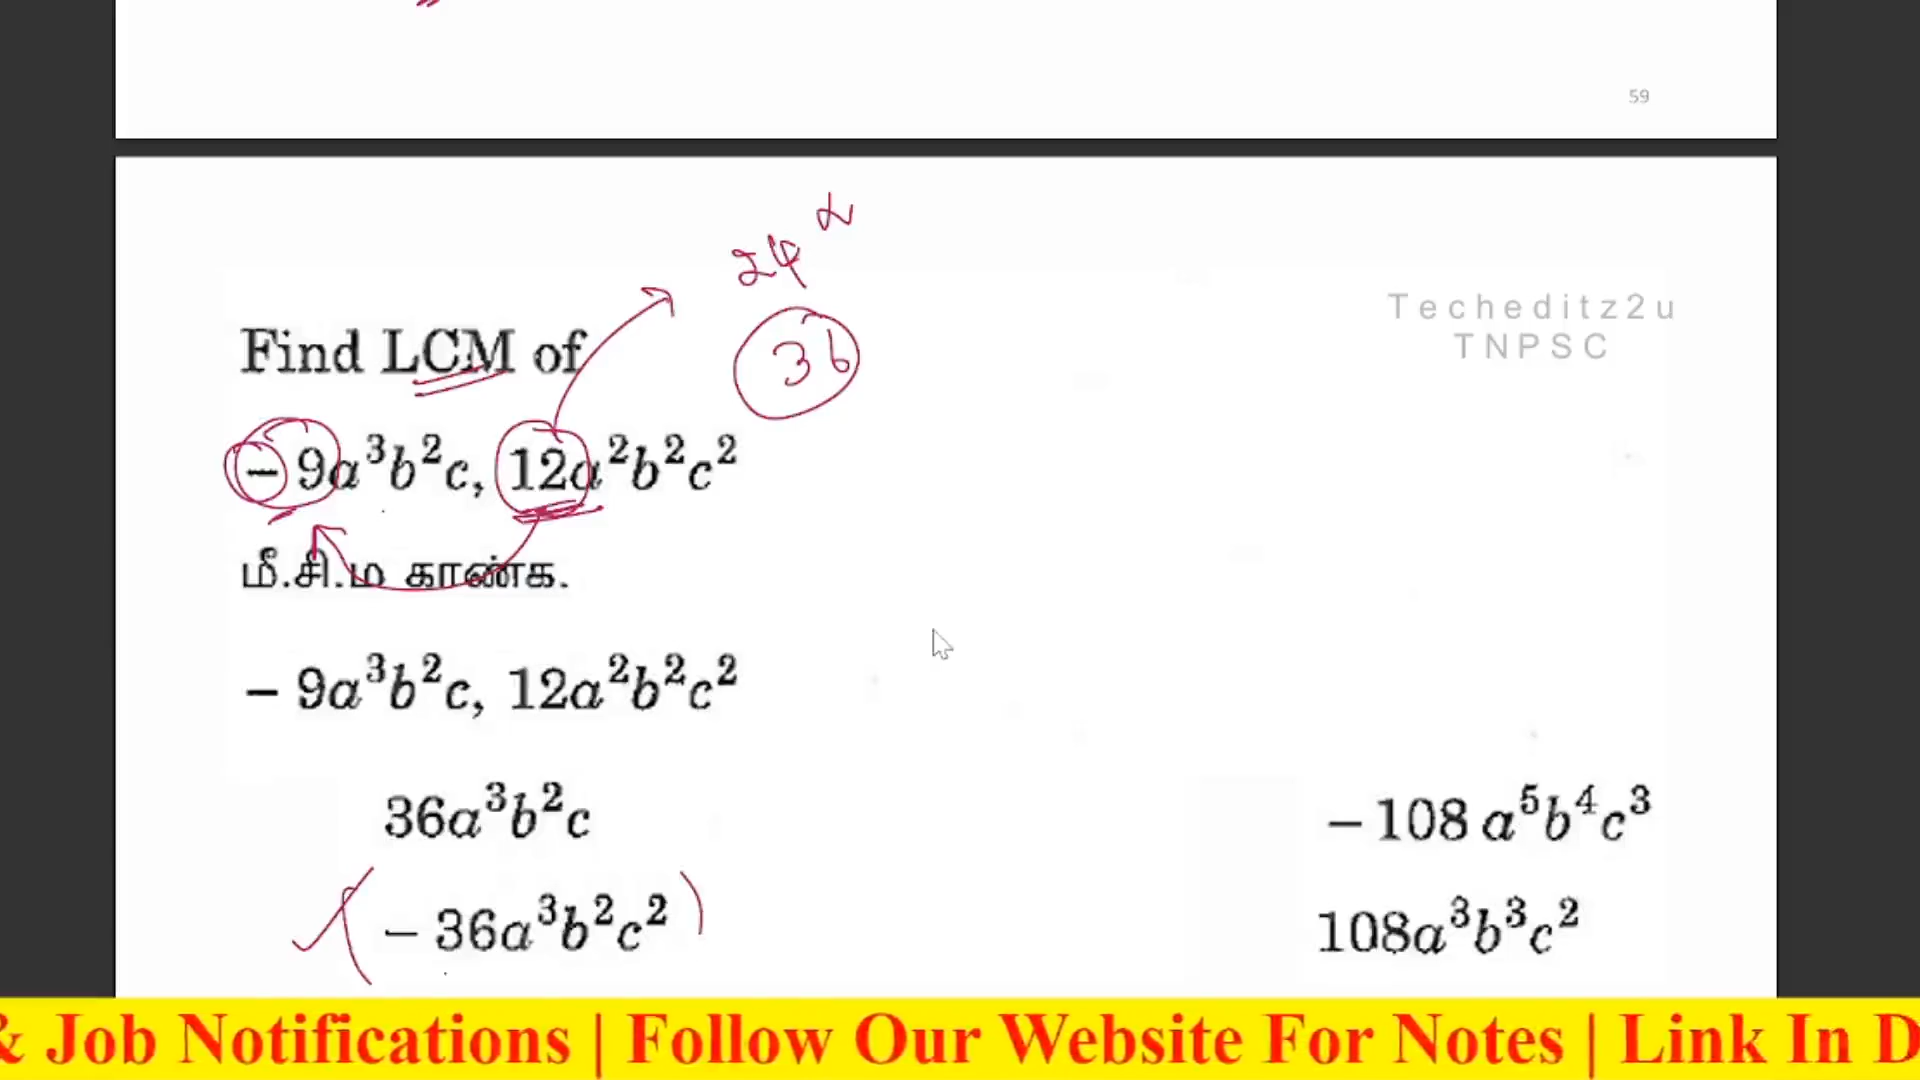 59
24
36
Techeditz2u
TNPSC
Find LCM of
– 9a³b²c, 12a²b²c²
மீ.சி.ம காண்க.
– 9a³b²c, 12a²b²c²
36a³b²c
– 108 a⁵b⁴c³
– 36a³b²c²
108a³b³c²
& Job Notifications | Follow Our Website For Notes | Link In D